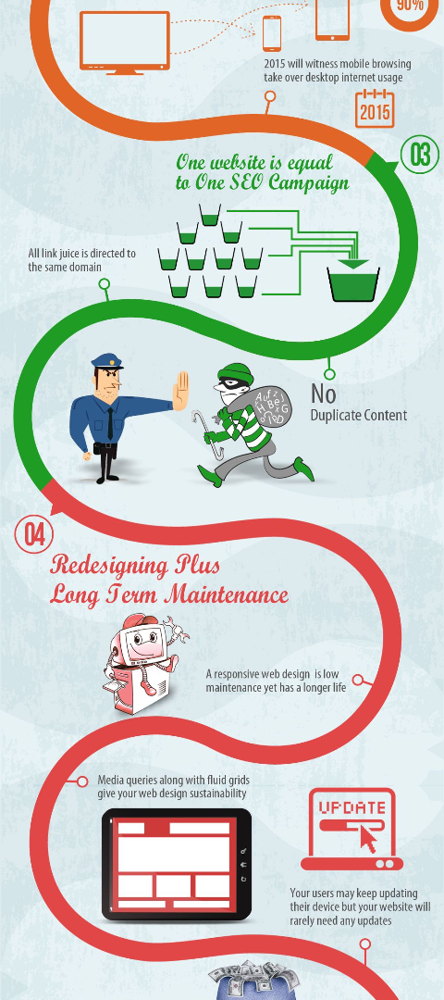 90%
2015 will witness mobile browsing
take over desktop internet usage
2015
03
One website is equal
to One SEO Campaign
All link juice is directed to
the same domain
No
Duplicate Content
04
Redesigning Plus
Long Term Maintenance
A responsive web design is low
maintenance yet has a longer life
Media queries along with fluid grids
give your web design sustainability
UPDATE
Your users may keep updating
their device but your website will
rarely need any updates